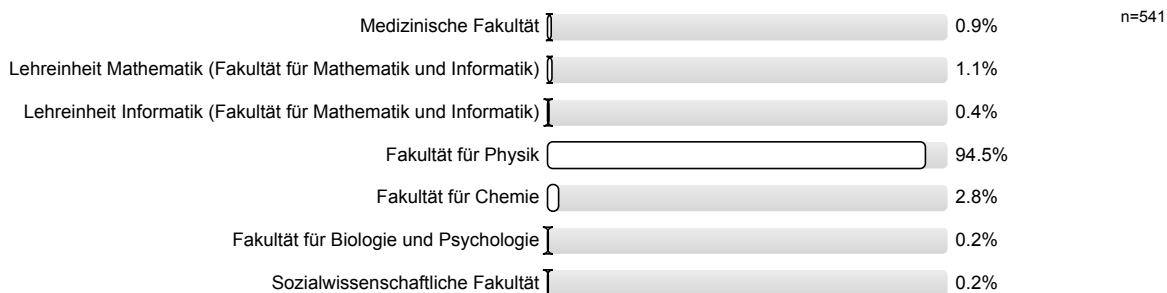 n=541
Medizinische Fakultät 0.9%
Lehreinheit Mathematik (Fakultät für Mathematik und Informatik) 1.1%
Lehreinheit Informatik (Fakultät für Mathematik und Informatik) 0.4%
Fakultät für Physik 94.5%
Fakultät für Chemie 2.8%
Fakultät für Biologie und Psychologie 0.2%
Sozialwissenschaftliche Fakultät 0.2%